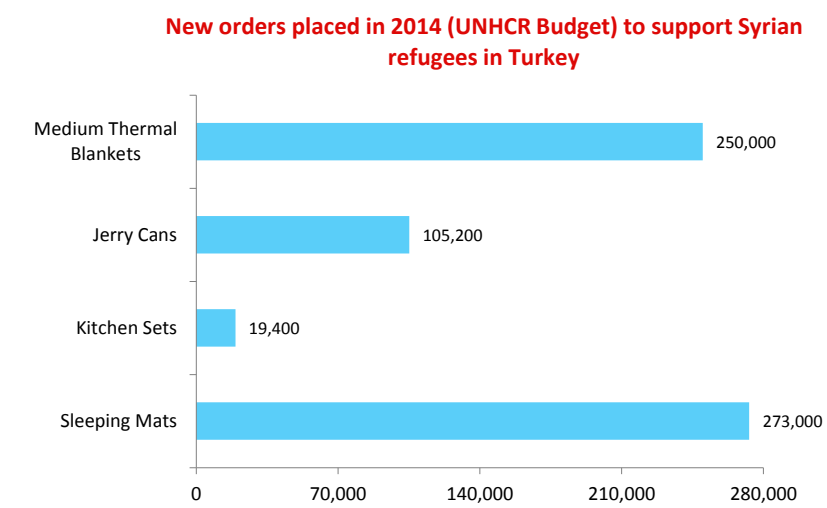 New orders placed in 2014 (UNHCR Budget) to support Syrian
refugees in Turkey
Medium Thermal
Blankets
250,000
Jerry Cans
105,200
Kitchen Sets
19,400
Sleeping Mats
273,000
0
70,000
140,000
210,000
280,000